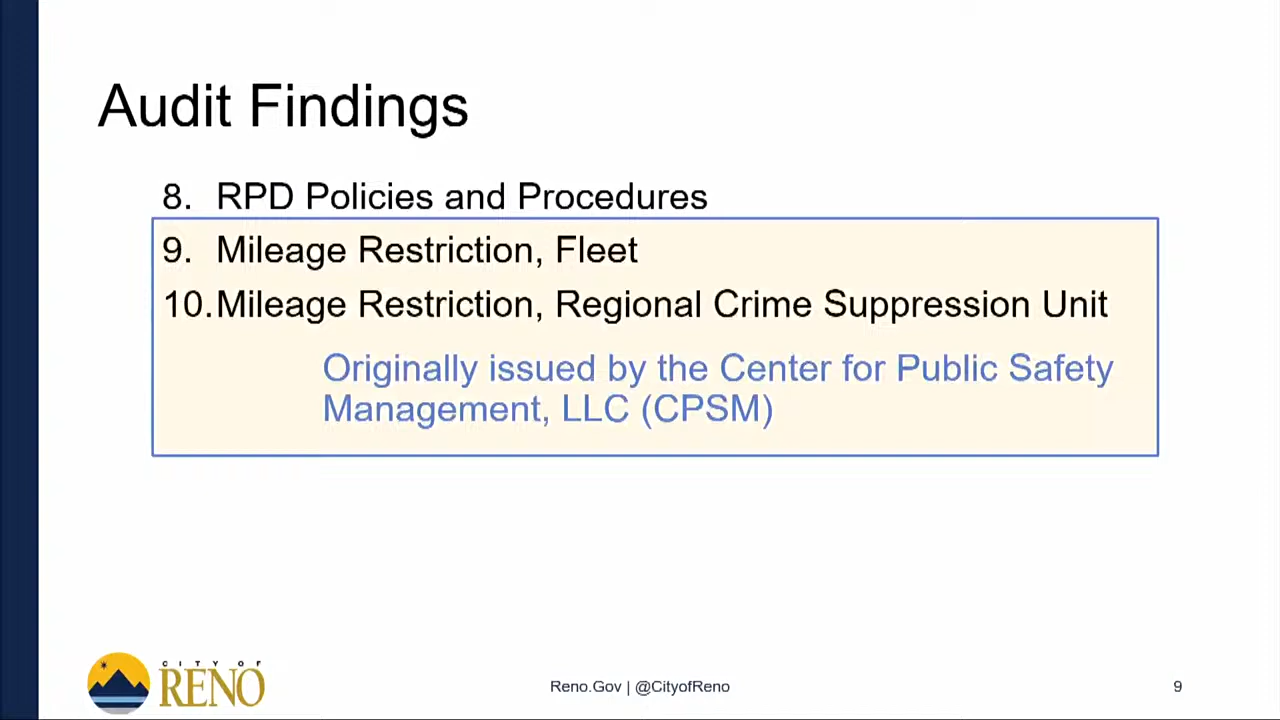 Audit Findings
8. RPD Policies and Procedures
9. Mileage Restriction, Fleet
10. Mileage Restriction, Regional Crime Suppression Unit
Originally issued by the Center for Public Safety
Management, LLC (CPSM)
CITY OF
RENO
Reno.Gov | @CityofReno
9